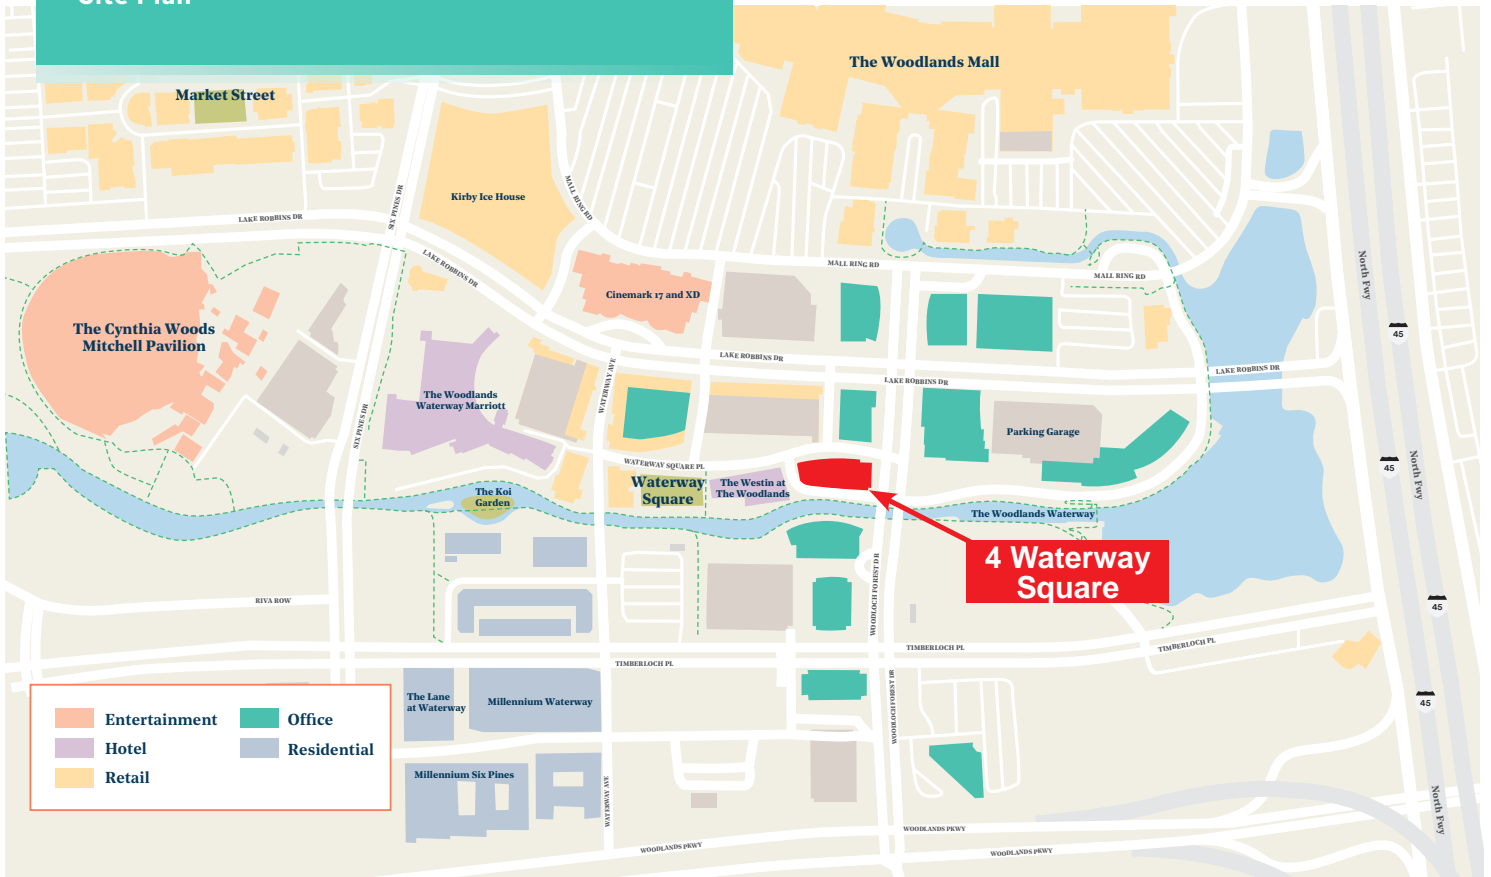 Site Plan
The Woodlands Mall
Market Street
Kirby Ice House
SIX PINES DR
MALL RING RD
LAKE ROBBINS DR
LAKE ROBBINS DR
MALL RING RD
MALL RING RD
North Fwy
Cinemark 17 and XD
The Cynthia Woods
Mitchell Pavilion
45
LAKE ROBBINS DR
LAKE ROBBINS DR
LAKE ROBBINS DR
WATERWAY AVE
The Woodlands
Waterway Marriott
SIX PINES DR
Parking Garage
WATERWAY SQUARE PL
45
North Fwy
Waterway
Square
The Westin at
The Woodlands
The Koi
Garden
The Woodlands Waterway
4 Waterway
Square
WOODLOCH FOREST DR
RIVA ROW
45
TIMBERLOCH PL
TIMBERLOCH PL
TIMBERLOCH PL
The Lane
at Waterway
Millennium Waterway
WOODLOCH FOREST DR
45
Entertainment
Office
Hotel
Residential
Retail
Millennium Six Pines
WATERWAY AVE
North Fwy
WOODLANDS PKWY
WOODLANDS PKWY
WOODLANDS PKWY